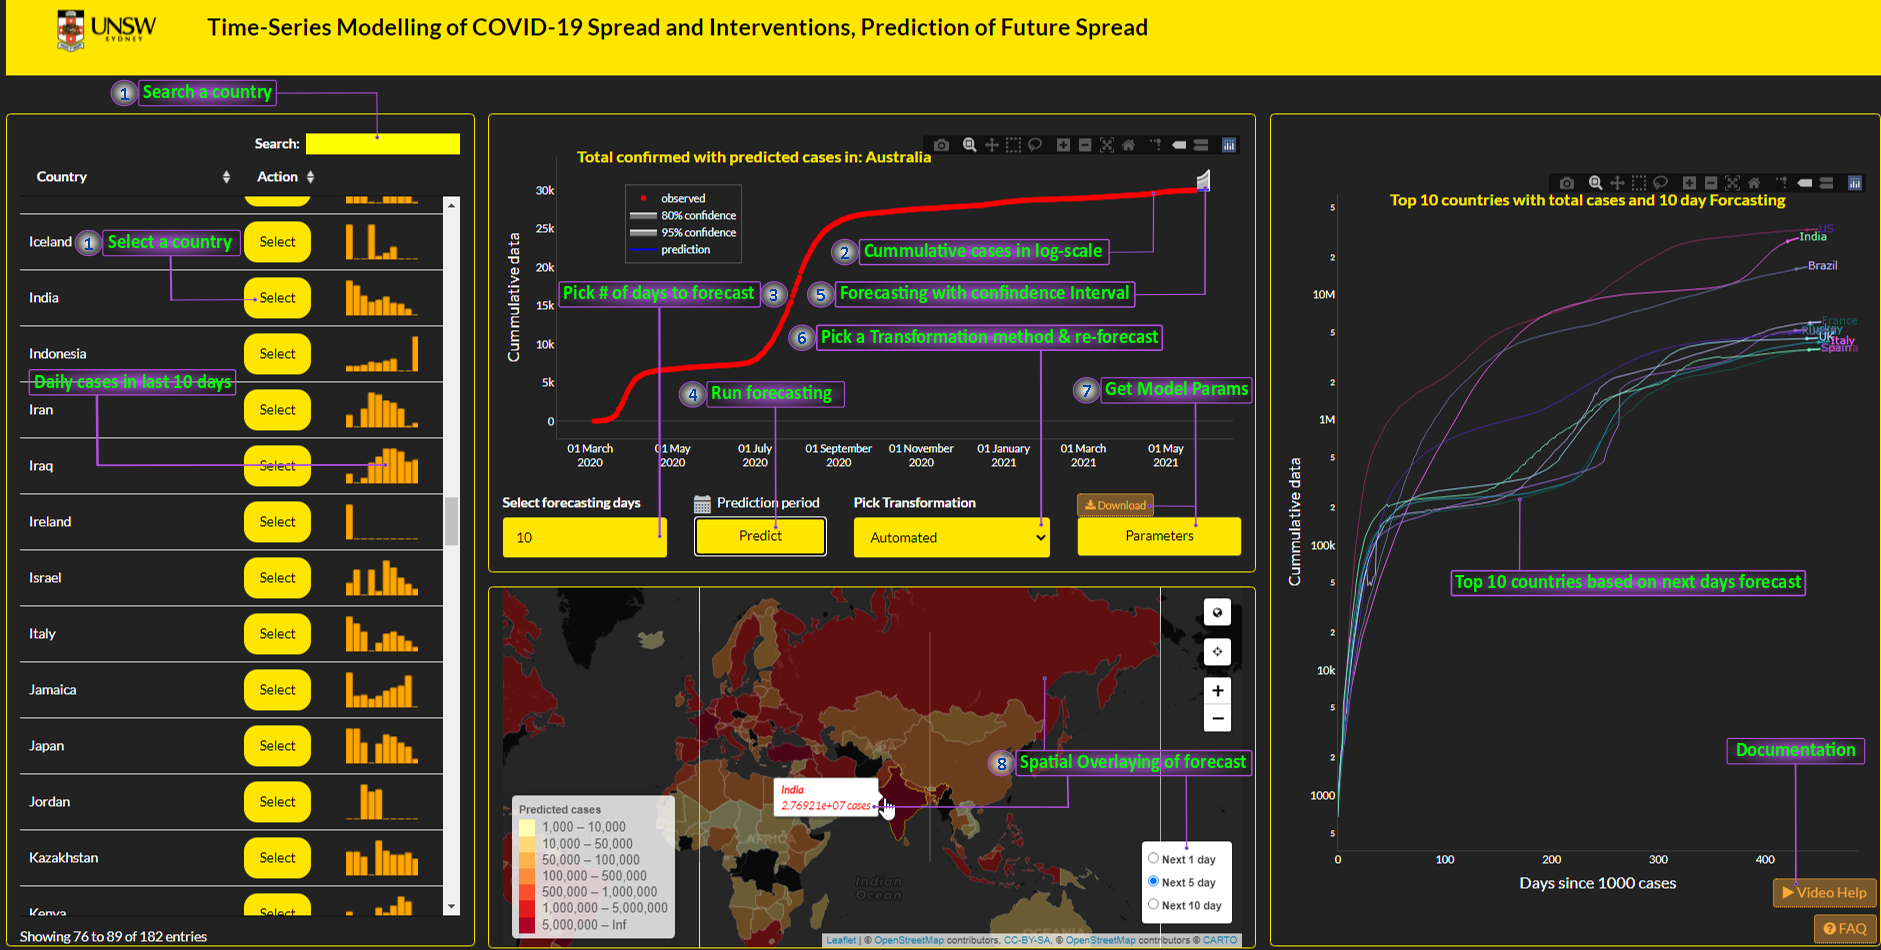 UNSW
SYDNEY
Time-Series Modelling of COVID-19 Spread and Interventions, Prediction of Future Spread
1 Search a country
Search:
Country Action
Iceland Select
1 Select a country
India Select
Indonesia Select
Daily cases in last 10 days
Iran Select
Iraq Select
Ireland Select
Israel Select
Italy Select
Jamaica Select
Japan Select
Jordan Select
Kazakhstan Select
Kenya Select
Showing 76 to 89 of 182 entries
Total confirmed with predicted cases in: Australia
observed
80% confidence
95% confidence
prediction
Cummulative data
30k
25k
20k
15k
10k
5k
0
2 Cummulative cases in log-scale
Pick # of days to forecast 3
5 Forecasting with confindence Interval
6 Pick a Transformation method & re-forecast
4 Run forecasting
7 Get Model Params
01 March 01 May 01 July 01 September 01 November 01 January 01 March 01 May
2020 2020 2020 2020 2020 2021 2021 2021
Select forecasting days
10
Prediction period
Predict
Pick Transformation
Automated
Download
Parameters
India
2.76921e+07 cases
8 Spatial Overlaying of forecast
AFRICA
Indian
Ocean
OCEANIA
Predicted cases
1,000 – 10,000
10,000 – 50,000
50,000 – 100,000
100,000 – 500,000
500,000 – 1,000,000
1,000,000 – 5,000,000
5,000,000 – Inf
+
−
Next 1 day
Next 5 day
Next 10 day
Leaflet | © OpenStreetMap contributors, CC-BY-SA, © OpenStreetMap contributors © CARTO
Top 10 countries with total cases and 10 day Forcasting
Cummulative data
5
2
10M
5
2
1M
5
2
100k
5
2
10k
5
2
1000
5
US
India
Brazil
France
Turkey
UK
Italy
Spain
Top 10 countries based on next days forecast
0 100 200 300 400
Days since 1000 cases
Documentation
Video Help
FAQ